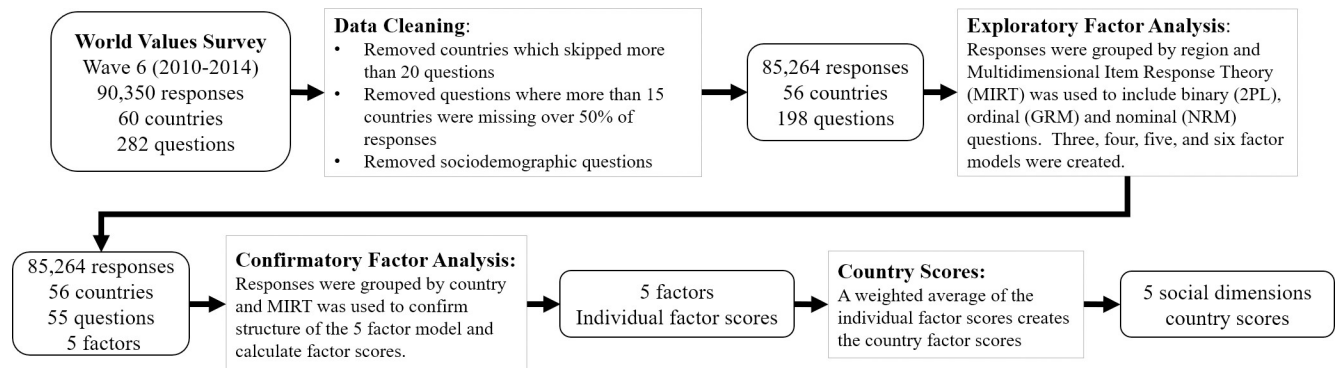 World Values Survey
Wave 6 (2010-2014)
90,350 responses
60 countries
282 questions
Data Cleaning:
• Removed countries which skipped more
than 20 questions
• Removed questions where more than 15
countries were missing over 50% of
responses
• Removed sociodemographic questions
85,264 responses
56 countries
198 questions
Exploratory Factor Analysis:
Responses were grouped by region and
Multidimensional Item Response Theory
(MIRT) was used to include binary (2PL),
ordinal (GRM) and nominal (NRM)
questions. Three, four, five, and six factor
models were created.
85,264 responses
56 countries
55 questions
5 factors
Confirmatory Factor Analysis:
Responses were grouped by country
and MIRT was used to confirm
structure of the 5 factor model and
calculate factor scores.
5 factors
Individual factor scores
Country Scores:
A weighted average of the
individual factor scores creates
the country factor scores
5 social dimensions
country scores